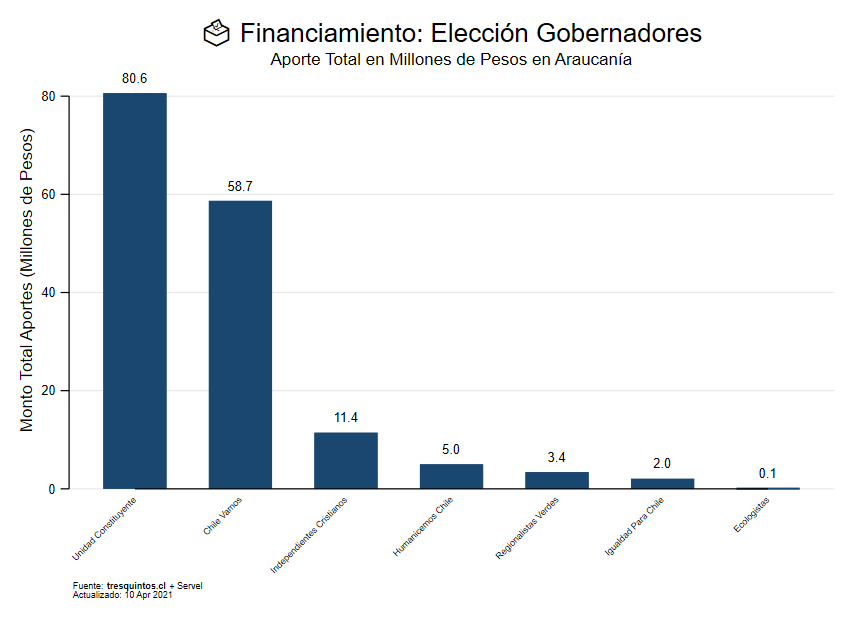 Financiamiento: Elección Gobernadores
Aporte Total en Millones de Pesos en Araucanía
Monto Total Aportes (Millones de Pesos)
80
60
40
20
0
80.6
58.7
11.4
5.0
3.4
2.0
0.1
Unidad Constituyente
Chile Vamos
Independientes Cristianos
Humanicemos Chile
Regionalistas Verdes
Igualdad Para Chile
Ecologistas
Fuente: tresquintos.cl + Servel
Actualizado: 10 Apr 2021